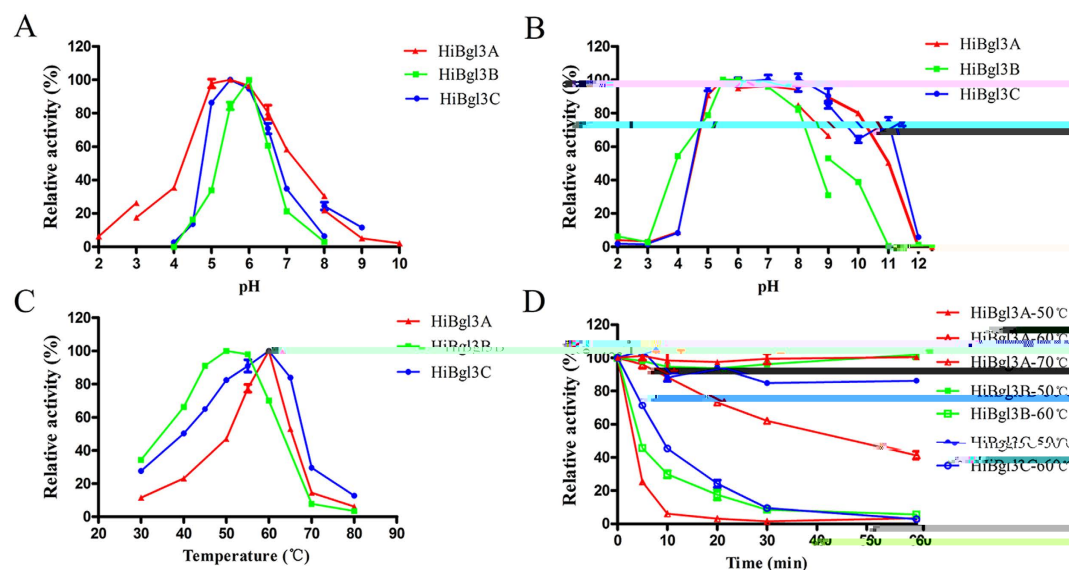 A
Relative activity (%)
120
100
80
60
40
20
0
2 3 4 5 6 7 8 9 10
pH
HiBgl3A
HiBgl3B
HiBgl3C
B
Relative activity (%)
120
100
80
60
40
20
0
2 3 4 5 6 7 8 9 10 11 12
pH
HiBgl3A
HiBgl3B
HiBgl3C
C
Relative activity (%)
120
100
80
60
40
20
0
20 30 40 50 60 70 80 90
Temperature (℃)
HiBgl3A
HiBgl3B
HiBgl3C
D
Relative activity (%)
120
100
80
60
40
20
0
0 10 20 30
Time (min)
HiBgl3A-50℃
HiBgl3A-60℃
HiBgl3A-70℃
HiBgl3B-50℃
HiBgl3B-60℃
HiBgl3C-60℃